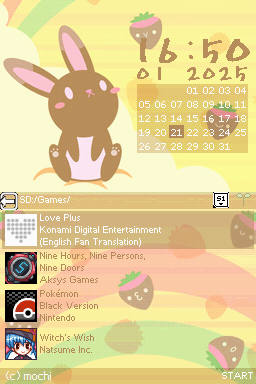 16:50
01 2025
01 02 03 04
05 06 07 08 09 10 11
12 13 14 15 16 17 18
19 20 21 22 23 24 25
26 27 28 29 30 31
SD:/Games/
S1
Love Plus
Konami Digital Entertainment
(English Fan Translation)
Nine Hours, Nine Persons,
Nine Doors
Aksys Games
Pokémon
Black Version
Nintendo
Witch's Wish
Natsume Inc.
(c) mochi
START